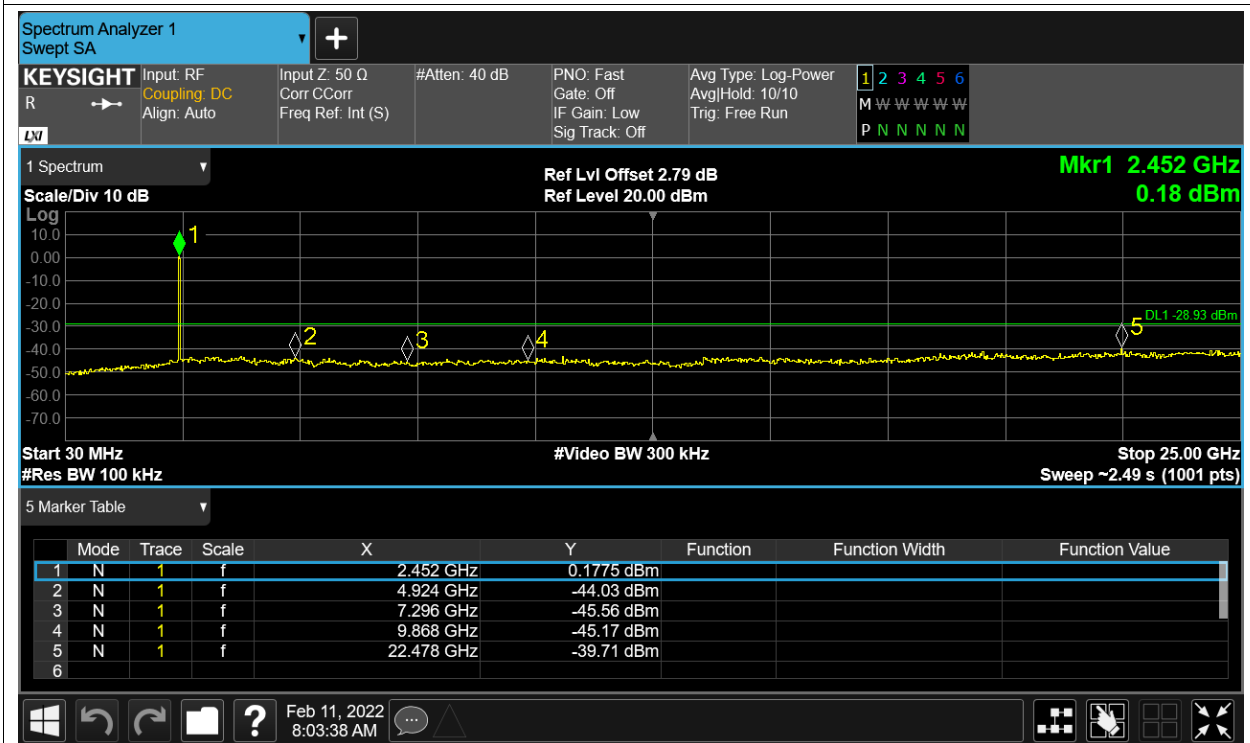 Spectrum Analyzer 1
Swept SA
+
KEYSIGHT
R
LXI
Input: RF
Coupling: DC
Align: Auto
Input Z: 50 Ω
Corr CCorr
Freq Ref: Int (S)
#Atten: 40 dB
PNO: Fast
Gate: Off
IF Gain: Low
Sig Track: Off
Avg Type: Log-Power
Avg|Hold: 10/10
Trig: Free Run
1 2 3 4 5 6
M W W W W W
P N N N N N
1 Spectrum
Scale/Div 10 dB
Ref Lvl Offset 2.79 dB
Ref Level 20.00 dBm
Mkr1 2.452 GHz
0.18 dBm
Log
10.0
0.00
-10.0
-20.0
-30.0
-40.0
-50.0
-60.0
-70.0
1
2
3
4
5
DL1 -28.93 dBm
Start 30 MHz
#Res BW 100 kHz
#Video BW 300 kHz
Stop 25.00 GHz
Sweep ~2.49 s (1001 pts)
5 Marker Table
Mode Trace Scale X Y Function Function Width Function Value
1 N 1 f 2.452 GHz 0.1775 dBm
2 N 1 f 4.924 GHz -44.03 dBm
3 N 1 f 7.296 GHz -45.56 dBm
4 N 1 f 9.868 GHz -45.17 dBm
5 N 1 f 22.478 GHz -39.71 dBm
6
?
Feb 11, 2022
8:03:38 AM